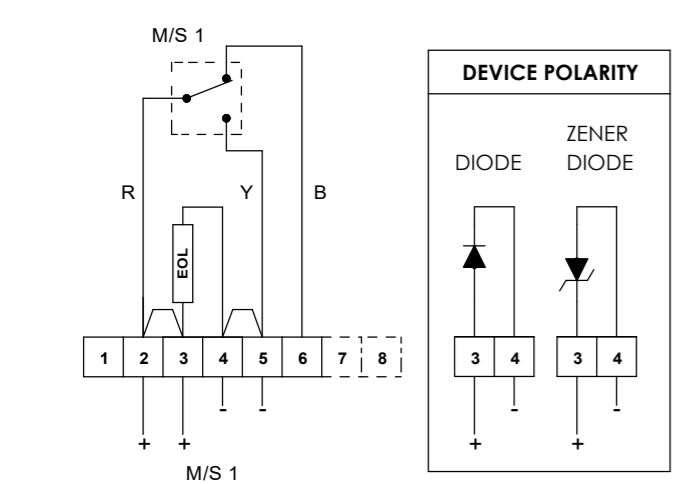 M/S 1
R
Y
B
EOL
1 2 3 4 5 6 7 8
- -
+ +
M/S 1
DEVICE POLARITY
DIODE
ZENER
DIODE
3 4
-
+
3 4
-
+